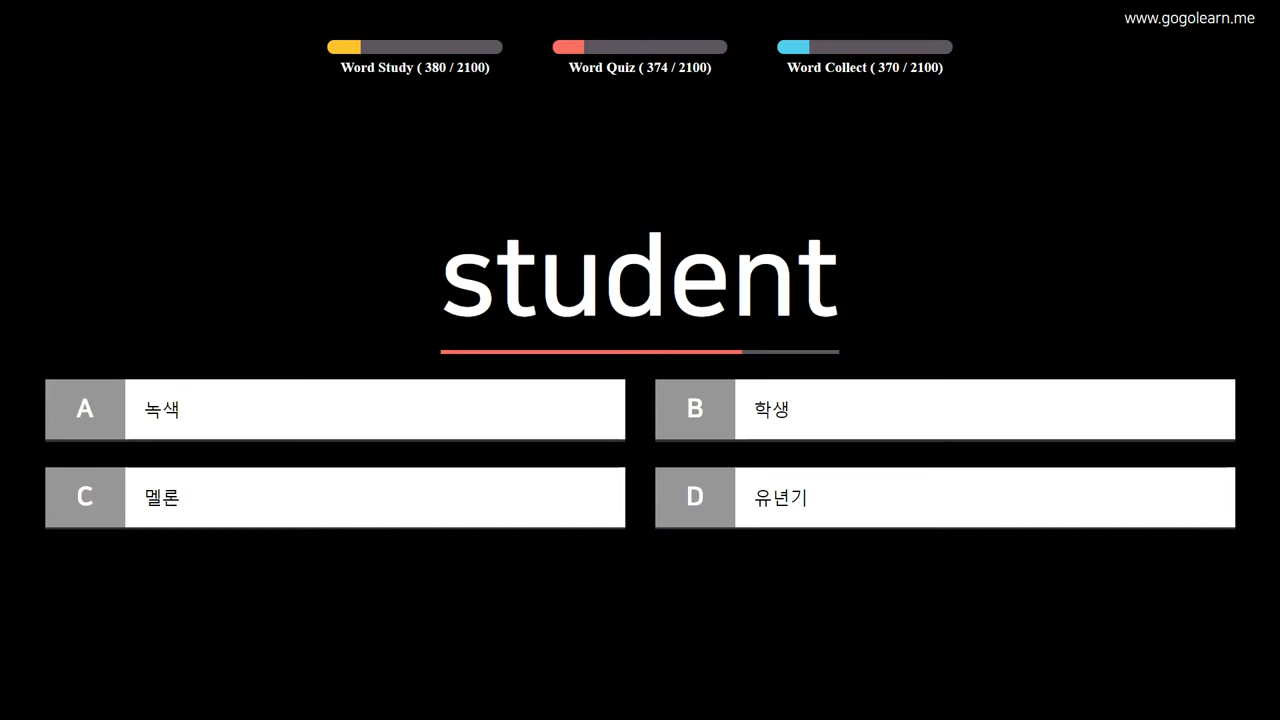 www.gogolearn.me
Word Study ( 380 / 2100)
Word Quiz ( 374 / 2100)
Word Collect ( 370 / 2100)
student
A 녹색
B 학생
C 멜론
D 유년기